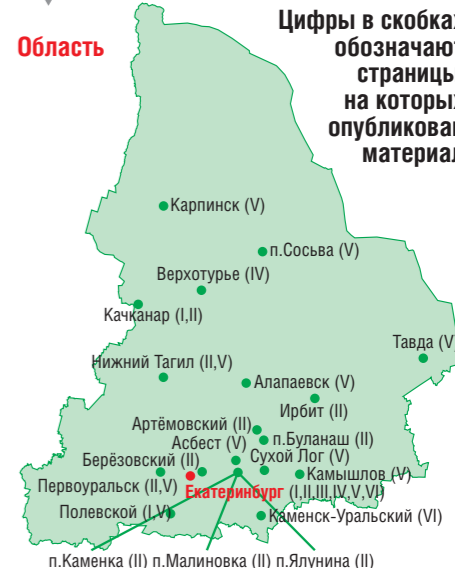 Область
Цифры в скобках
обозначают
страницы,
на которых
опубликован
материал
Карпинск (V)
п.Сосьва (V)
Верхотурье (IV)
Качканар (I,II)
Тавда (V)
Нижний Тагил (II,V)
Алапаевск (V)
Ирбит (II)
Артёмовский (II)
п.Буланаш (II)
Асбест (V)
Сухой Лог (V)
Берёзовский (II)
Камышлов (V)
Первоуральск (II,V)
Екатеринбург (I,II,III,IV,V,VI)
Полевской (I,V)
Каменск-Уральский (VI)
п.Каменка (II) п.Малиновка (II) п.Ялунина (II)